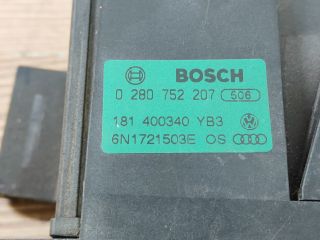 BOSCH
0 280 752 207 506
181 400340 YB3
6N1721503E OS